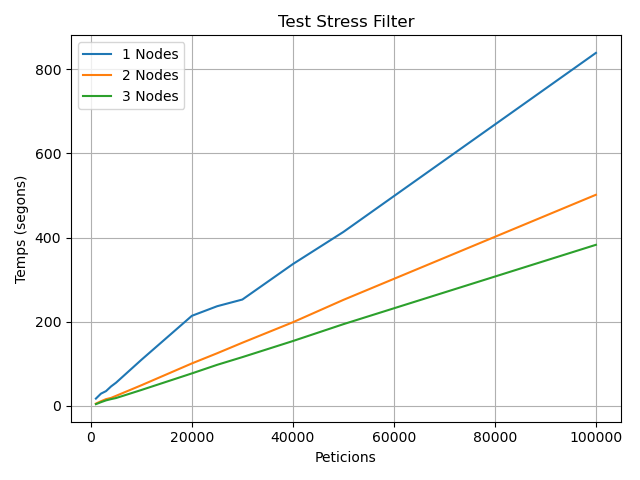 Test Stress Filter
1 Nodes
2 Nodes
3 Nodes
Temps (segons)
800
600
400
200
0
0 20000 40000 60000 80000 100000
Peticions